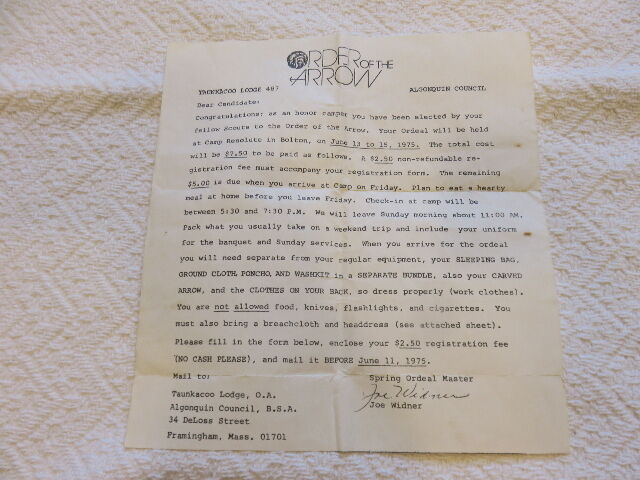 ORDER OF THE
ARROW
TAUNKACOO LODGE 487 ALGONQUIN COUNCIL
Dear Candidate:
Congratulations: as an honor camper you have been elected by your
fellow Scouts to the Order of the Arrow. Your Ordeal will be held
at Camp Resolute in Bolton, on June 13 to 15, 1975. The total cost
will be $7.50 to be paid as follows. A $2.50 non-refundable re-
gistration fee must accompany your registration form. The remaining
$5.00 is due when you arrive at Camp on Friday. Plan to eat a hearty
meal at home before you leave Friday. Check-in at camp will be
between 5:30 and 7:30 P.M. We will leave Sunday morning about 11:00 AM.
Pack what you usually take on a weekend trip and include your uniform
for the banquet and Sunday services. When you arrive for the ordeal
you will need separate from your regular equipment, your SLEEPING BAG,
GROUND CLOTH, PONCHO, AND WASHKIT in a SEPARATE BUNDLE, also your CARVED
ARROW, and the CLOTHES ON YOUR BACK, so dress properly (work clothes).
You are not allowed food, knives, flashlights, and cigarettes. You
must also bring a breachcloth and headdress (see attached sheet).
Please fill in the form below, enclose your $2.50 registration fee
(NO CASH PLEASE), and mail it BEFORE June 11, 1975.
Mail to: Spring Ordeal Master
Taunkacoo Lodge, O.A. Joe Widner
Algonquin Council, B.S.A. Joe Widner
34 DeLoss Street
Framingham, Mass. 01701